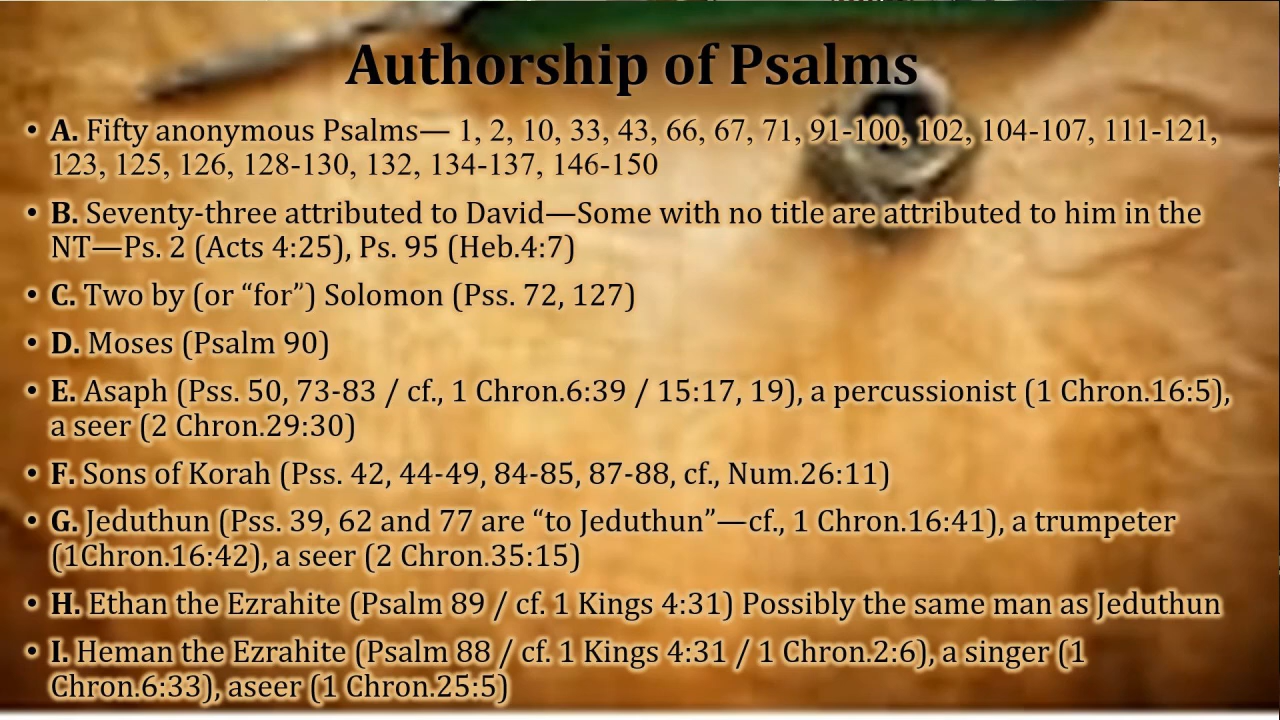 Authorship of Psalms
• A. Fifty anonymous Psalms— 1, 2, 10, 33, 43, 66, 67, 71, 91-100, 102, 104-107, 111-121,
123, 125, 126, 128-130, 132, 134-137, 146-150
• B. Seventy-three attributed to David—Some with no title are attributed to him in the
NT—Ps. 2 (Acts 4:25), Ps. 95 (Heb.4:7)
• C. Two by (or “for”) Solomon (Pss. 72, 127)
• D. Moses (Psalm 90)
• E. Asaph (Pss. 50, 73-83 / cf., 1 Chron.6:39 / 15:17, 19), a percussionist (1 Chron.16:5),
a seer (2 Chron.29:30)
• F. Sons of Korah (Pss. 42, 44-49, 84-85, 87-88, cf., Num.26:11)
• G. Jeduthun (Pss. 39, 62 and 77 are “to Jeduthun”—cf., 1 Chron.16:41), a trumpeter
(1Chron.16:42), a seer (2 Chron.35:15)
• H. Ethan the Ezrahite (Psalm 89 / cf. 1 Kings 4:31) Possibly the same man as Jeduthun
• I. Heman the Ezrahite (Psalm 88 / cf. 1 Kings 4:31 / 1 Chron.2:6), a singer (1
Chron.6:33), aseer (1 Chron.25:5)